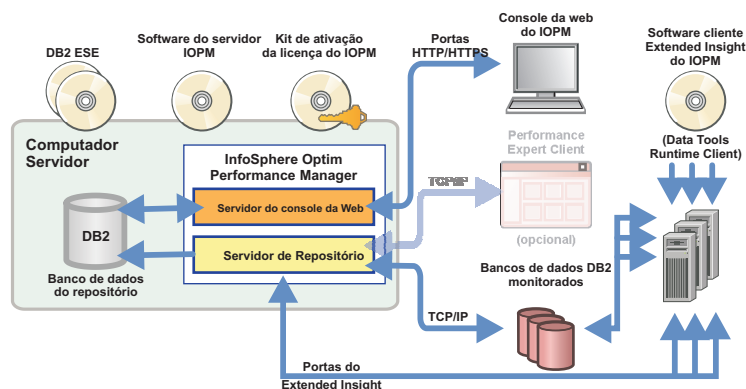 DB2 ESE
Software do servidor
IOPM
Kit de ativação
da licença do IOPM
Portas
HTTP/HTTPS
Console da web
do IOPM
Software cliente
Extended Insight
do IOPM
(Data Tools
Runtime Client)
Computador
Servidor
InfoSphere Optim
Performance Manager
Servidor do console da Web
Servidor de Repositório
DB2
Banco de dados
do repositório
Performance
Expert Client
TCP/IP
(opcional)
Bancos de dados DB2
monitorados
TCP/IP
Portas do
Extended Insight